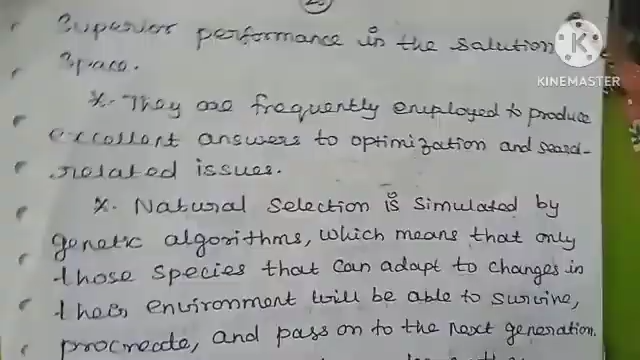 Superior performance in the salution
space.
*. They are frequently employed to produce
excellent answers to optimization and search-
related issues.
*. Natural selection is simulated by
genetic algorithms, which means that only
those species that can adapt to changes in
their environment will be able to survive,
procreate, and pass on to the next generation.
KINEMASTER